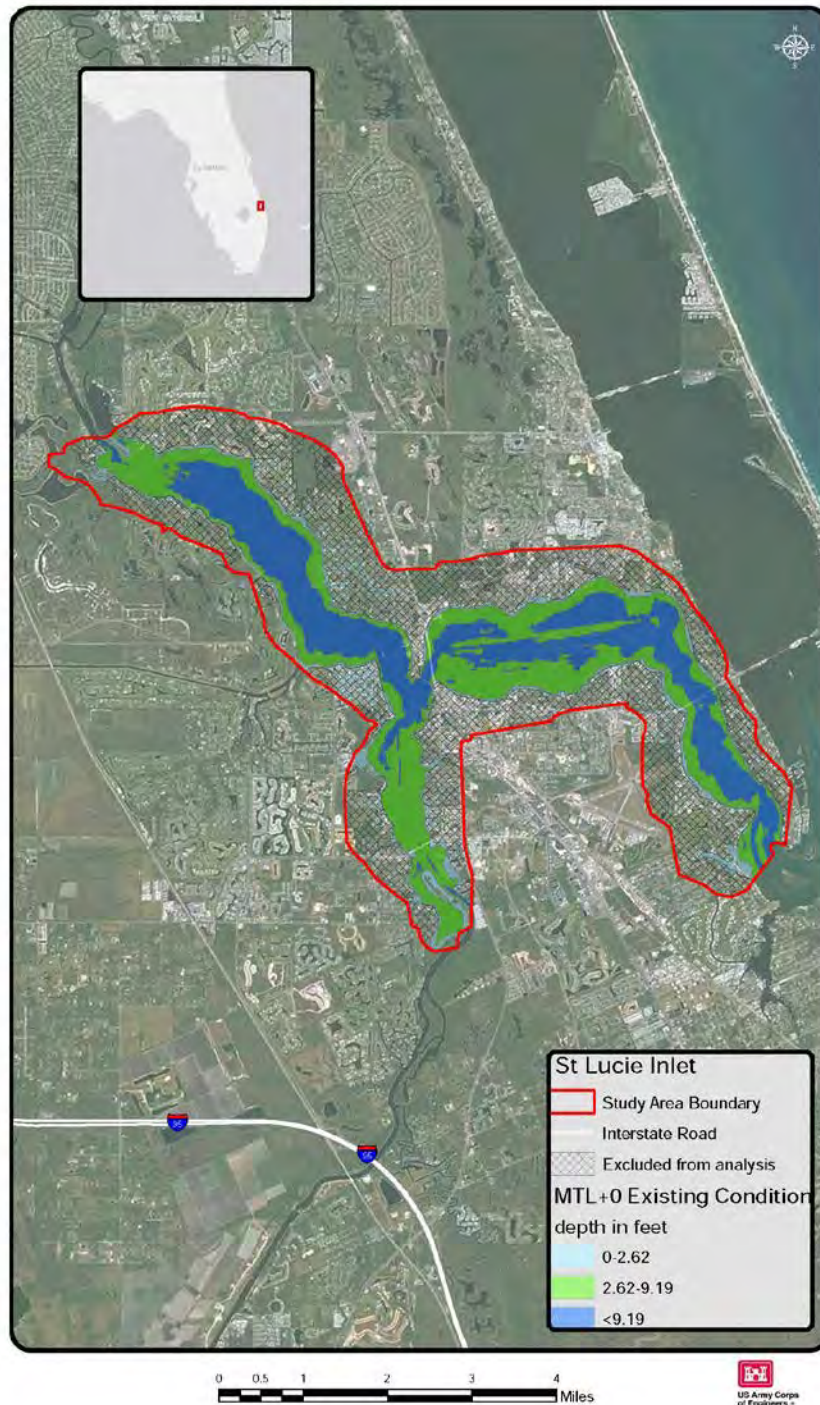 N
W E
S
St Lucie Inlet
Study Area Boundary
Interstate Road
Excluded from analysis
MTL+0 Existing Condition
depth in feet
0-2.62
2.62-9.19
<9.19
95
95
0 0.5 1 2 3 4
Miles
US Army Corps
of Engineers